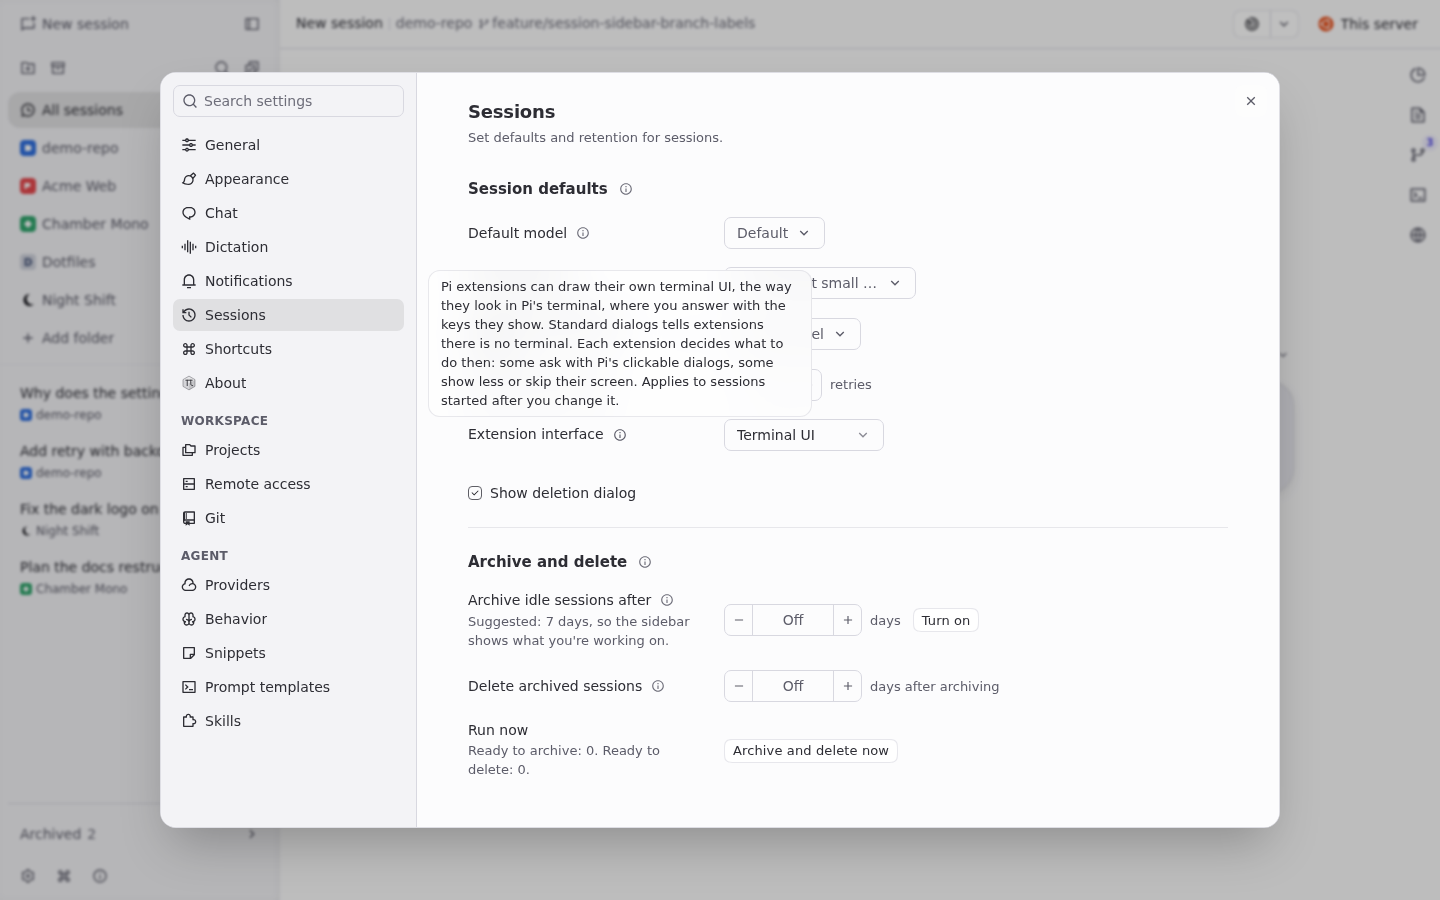 New session
New session demo-repo feature/session-sidebar-branch-labels
This server
All sessions
demo-repo
Acme Web
Chamber Mono
Dotfiles
Night Shift
Add folder
Why does the settin
demo-repo
Add retry with back
demo-repo
Fix the dark logo on
Night Shift
Plan the docs restru
Chamber Mono
Archived 2
3
Search settings
General
Appearance
Chat
Dictation
Notifications
Sessions
Shortcuts
About
WORKSPACE
Projects
Remote access
Git
AGENT
Providers
Behavior
Snippets
Prompt templates
Skills
Sessions
Set defaults and retention for sessions.
Session defaults
Default model
Default
t small ...
el
retries
Pi extensions can draw their own terminal UI, the way
they look in Pi's terminal, where you answer with the
keys they show. Standard dialogs tells extensions
there is no terminal. Each extension decides what to
do then: some ask with Pi's clickable dialogs, some
show less or skip their screen. Applies to sessions
started after you change it.
Extension interface
Terminal UI
Show deletion dialog
Archive and delete
Archive idle sessions after
Suggested: 7 days, so the sidebar
shows what you're working on.
Off
days
Turn on
Delete archived sessions
Off
days after archiving
Run now
Ready to archive: 0. Ready to
delete: 0.
Archive and delete now